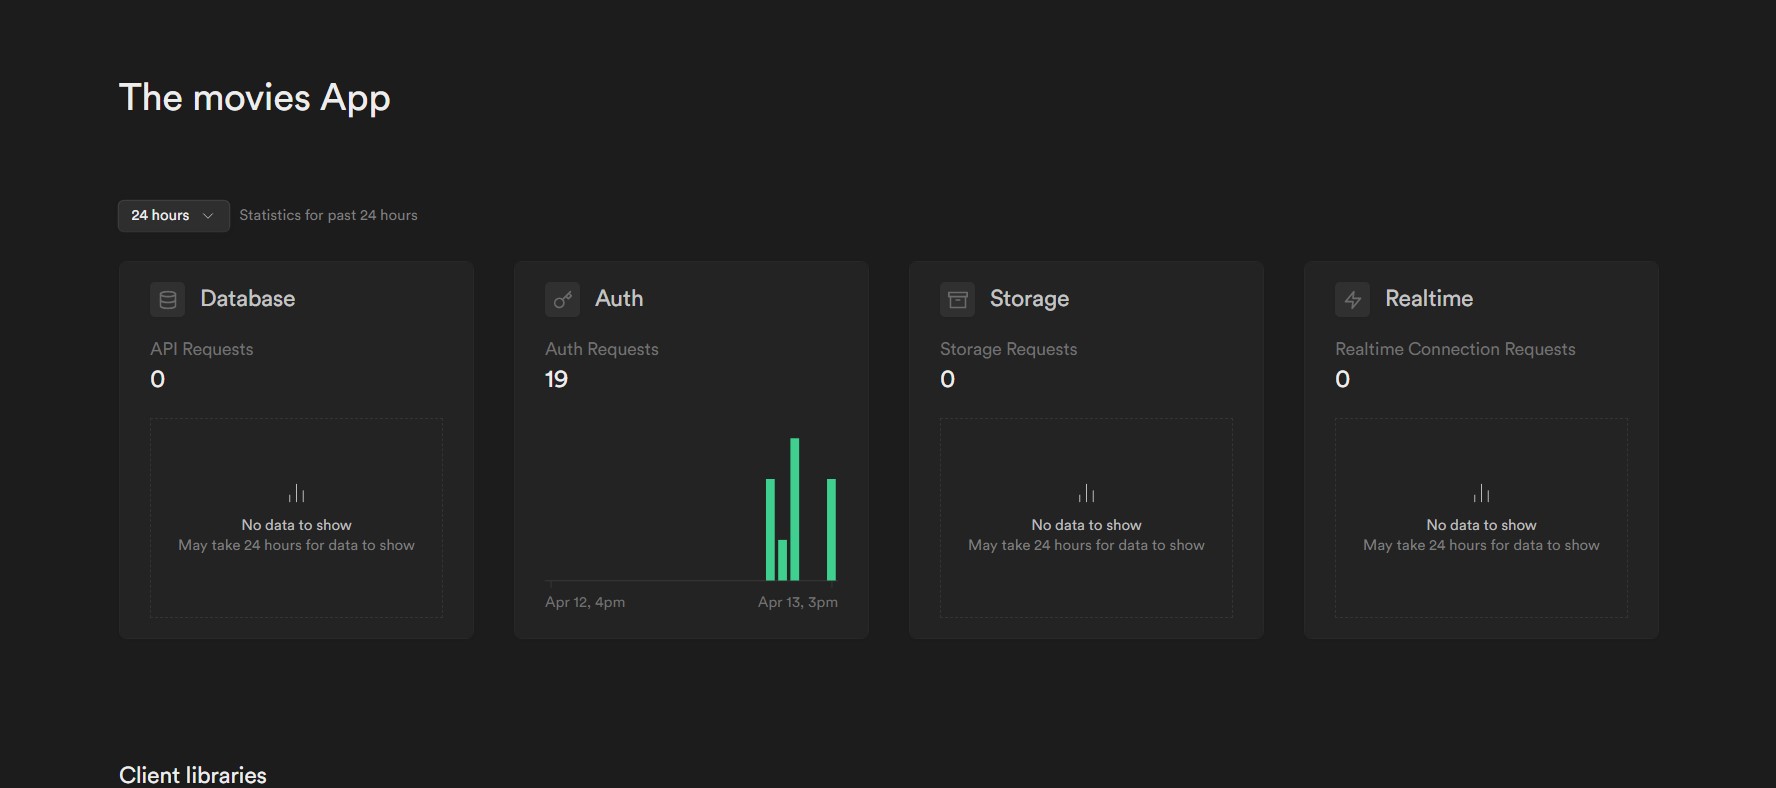 The movies App
24 hours
Statistics for past 24 hours
Database
API Requests
0
No data to show
May take 24 hours for data to show
Auth
Auth Requests
19
Apr 12, 4pm
Apr 13, 3pm
Storage
Storage Requests
0
No data to show
May take 24 hours for data to show
Realtime
Realtime Connection Requests
0
No data to show
May take 24 hours for data to show
Client libraries